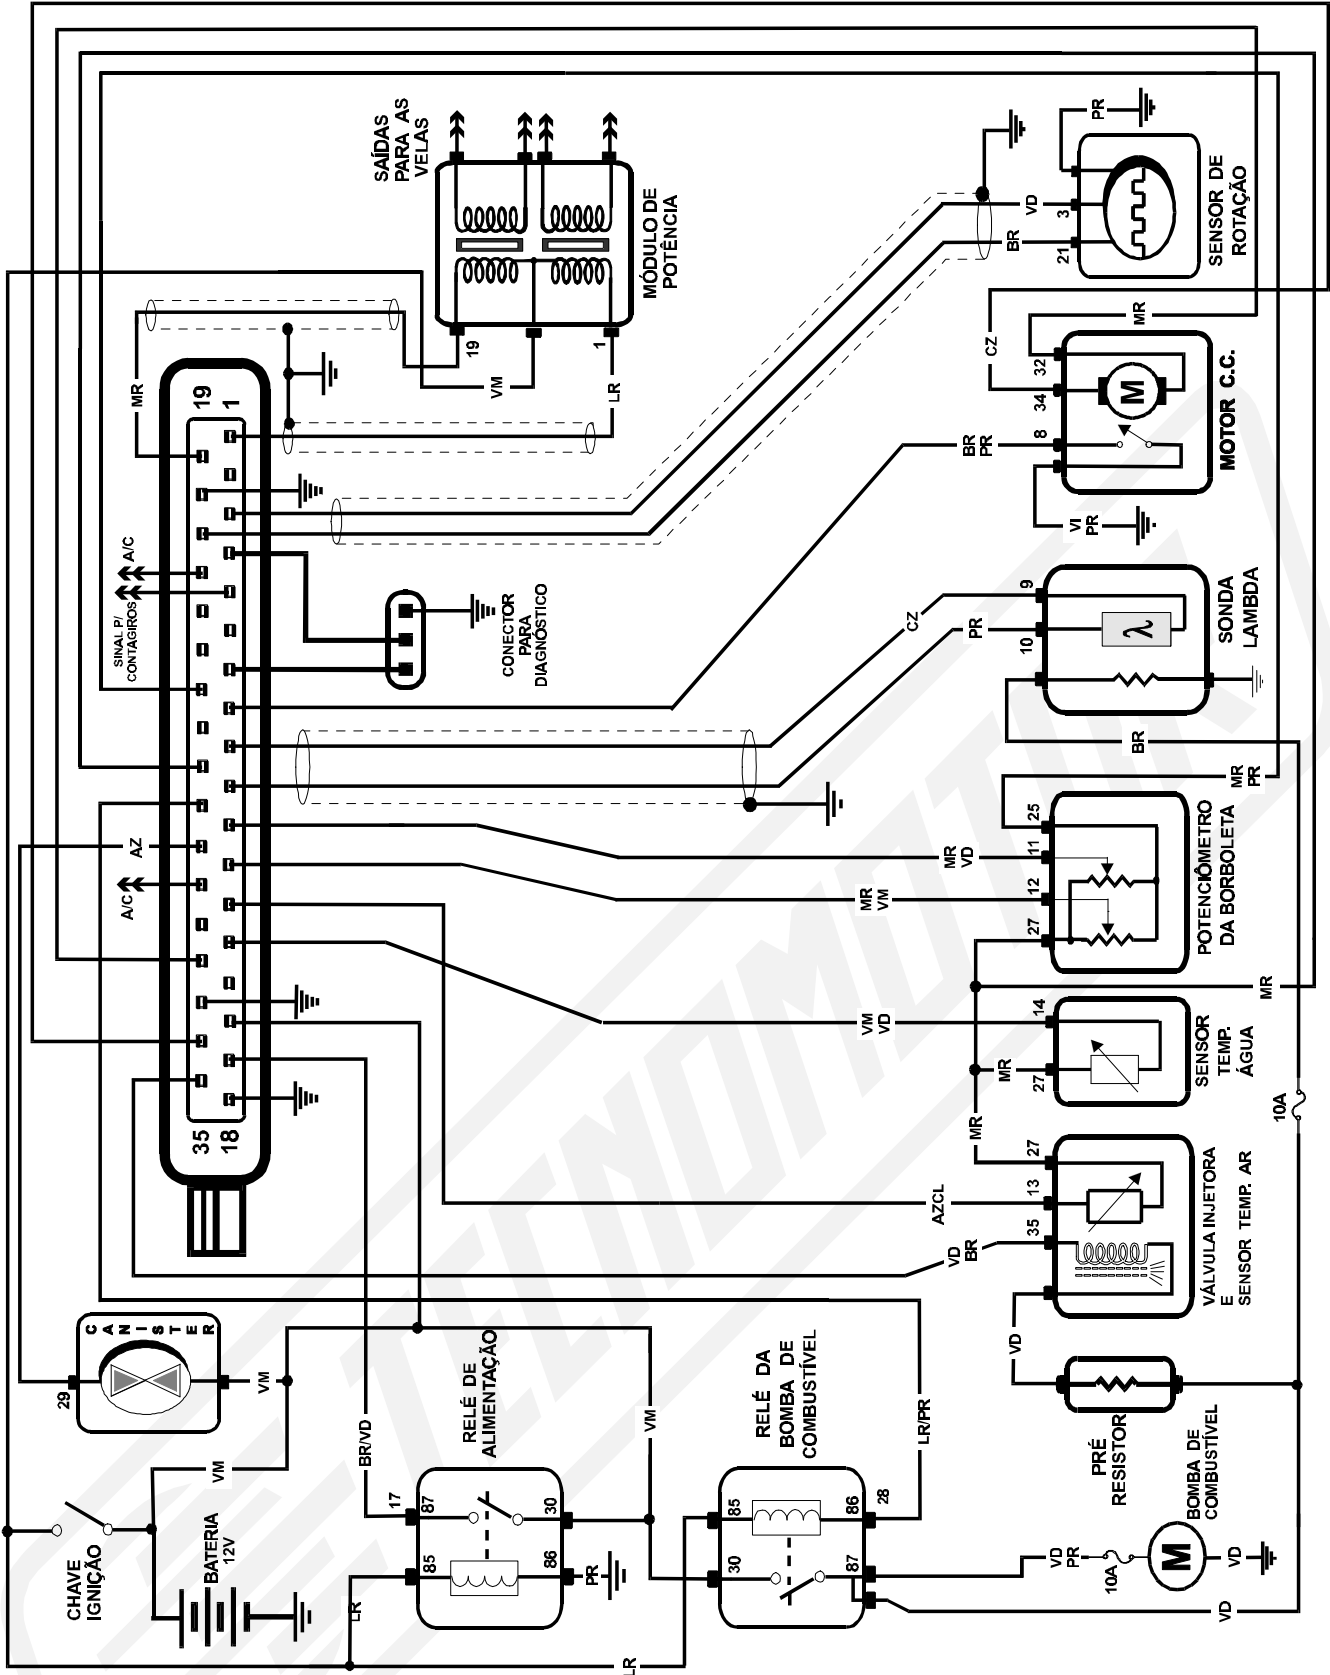 SAÍDAS
PARA AS
VELAS
MÓDULO DE
POTÊNCIA
19
1
VM
LR
MR
19
1
35
18
A/C
SINAL P/
CONTAGIROS
AZ
A/C
CONECTOR
PARA
DIAGNÓSTICO
PR
VD
3
BR
21
SENSOR DE
ROTAÇÃO
CZ
MR
32
34
8
BR
PR
VI
PR
M
MOTOR C.C.
CZ
9
PR
10
λ
SONDA
LAMBDA
BR
MR
PR
25
MR
VD
11
MR
VM
12
27
POTENCIÔMETRO
DA BORBOLETA
MR
VM
VD
14
MR
27
SENSOR
TEMP.
ÁGUA
MR
27
AZCL
13
VD
BR
35
VÁLVULA INJETORA
E
SENSOR TEMP. AR
10A
VD
PRÉ
RESISTOR
CANISTER
29
VM
VM
CHAVE
IGNIÇÃO
BATERIA
12V
BR/VD
RELÉ DE
ALIMENTAÇÃO
17
87
30
85
86
PR
LR
VM
LR
RELÉ DA
BOMBA DE
COMBUSTÍVEL
85
86
28
30
87
LR/PR
VD
PR
10A
M
BOMBA DE
COMBUSTÍVEL
VD
VD
TECNOMOTOR